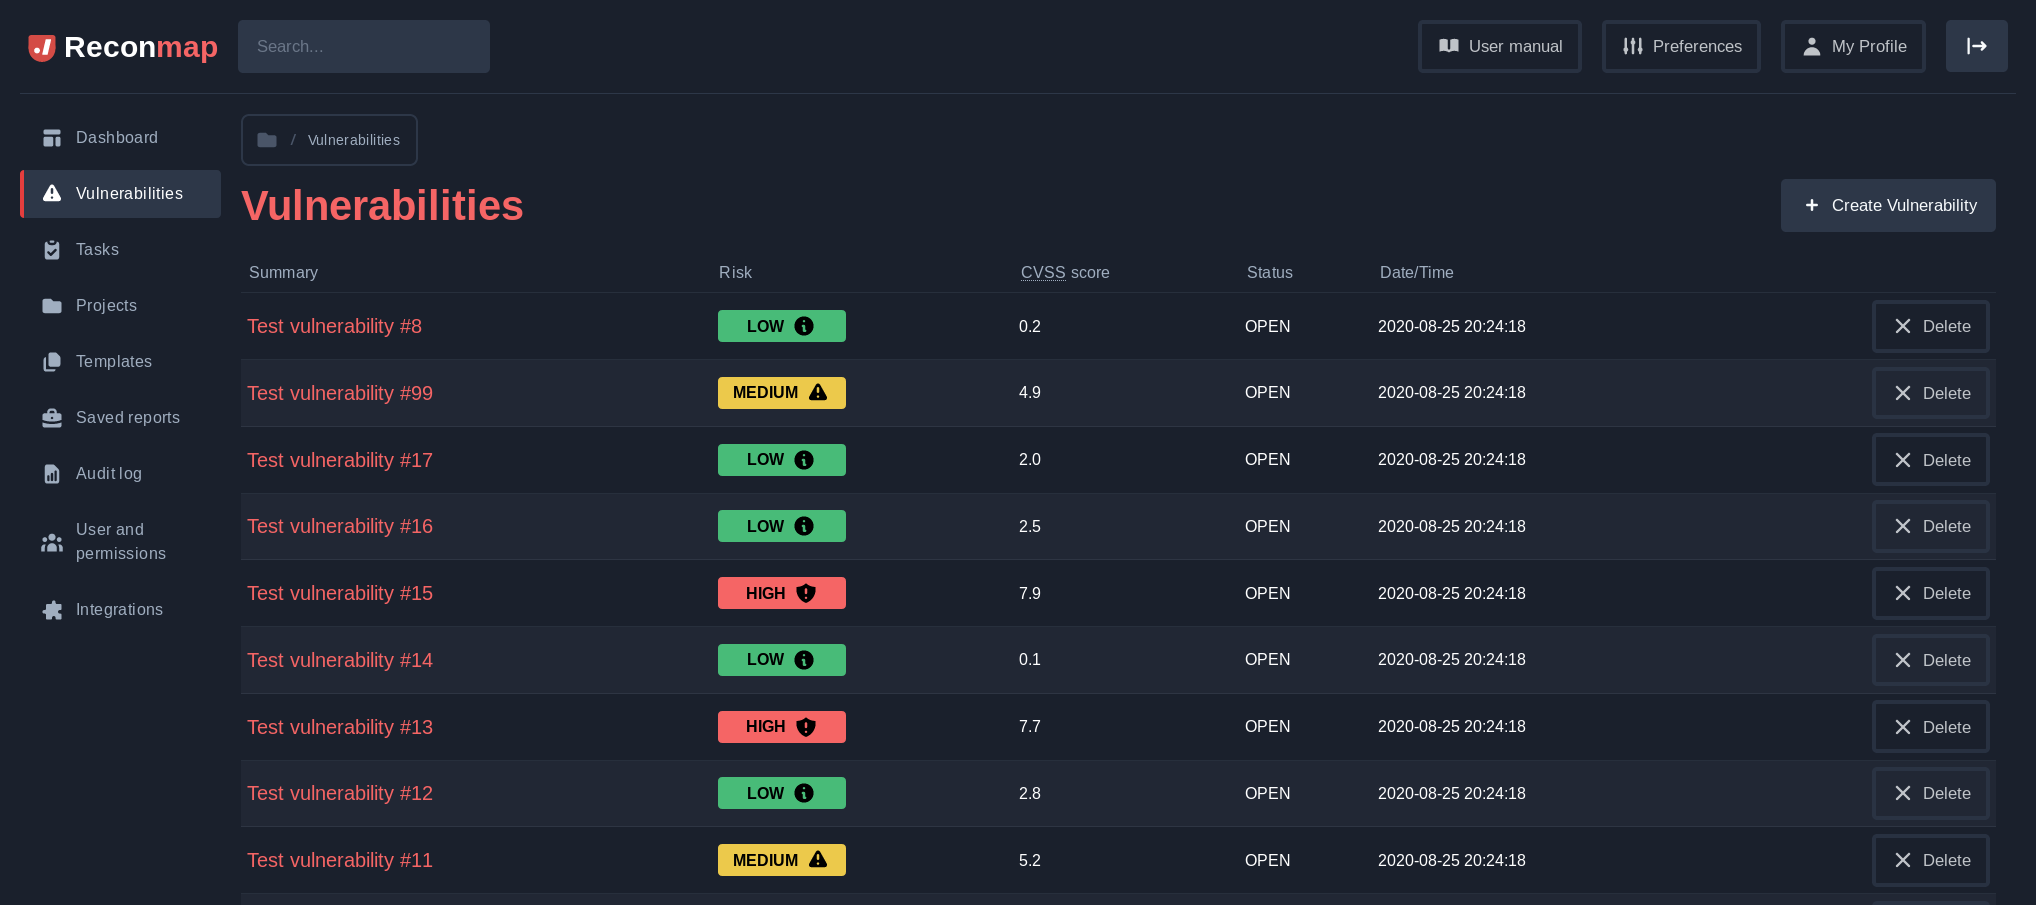 Reconmap
Search...
User manual
Preferences
My Profile
Dashboard
Vulnerabilities
Tasks
Projects
Templates
Saved reports
Audit log
User and
permissions
Integrations
/ Vulnerabilities
Vulnerabilities
Create Vulnerability
Summary Risk CVSS score Status Date/Time
Test vulnerability #8 LOW 0.2 OPEN 2020-08-25 20:24:18 Delete
Test vulnerability #99 MEDIUM 4.9 OPEN 2020-08-25 20:24:18 Delete
Test vulnerability #17 LOW 2.0 OPEN 2020-08-25 20:24:18 Delete
Test vulnerability #16 LOW 2.5 OPEN 2020-08-25 20:24:18 Delete
Test vulnerability #15 HIGH 7.9 OPEN 2020-08-25 20:24:18 Delete
Test vulnerability #14 LOW 0.1 OPEN 2020-08-25 20:24:18 Delete
Test vulnerability #13 HIGH 7.7 OPEN 2020-08-25 20:24:18 Delete
Test vulnerability #12 LOW 2.8 OPEN 2020-08-25 20:24:18 Delete
Test vulnerability #11 MEDIUM 5.2 OPEN 2020-08-25 20:24:18 Delete